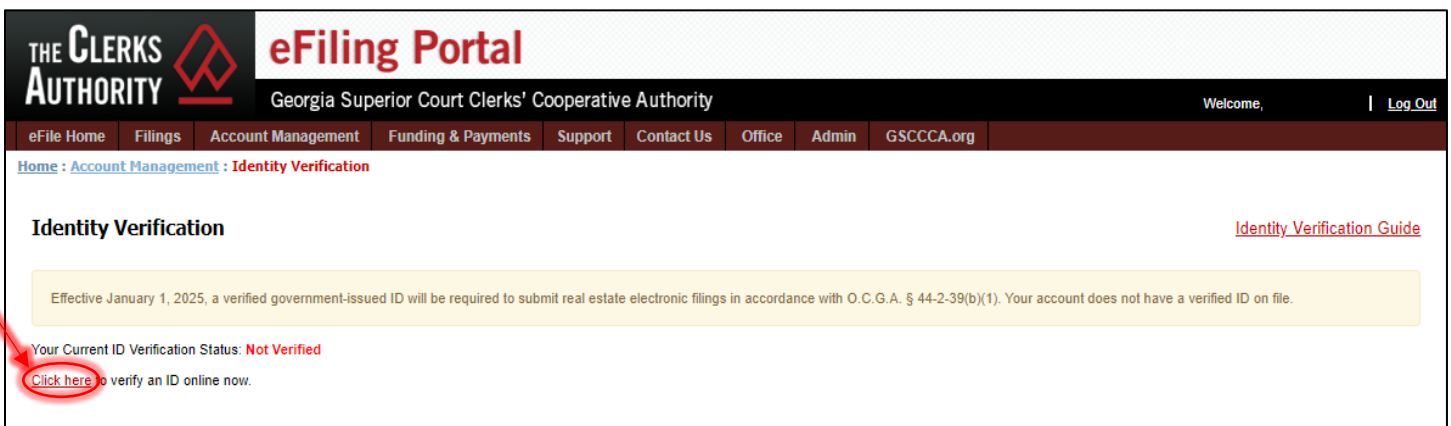 THE CLERKS
AUTHORITY
eFiling Portal
Georgia Superior Court Clerks' Cooperative Authority
Welcome, | Log Out
eFile Home Filings Account Management Funding & Payments Support Contact Us Office Admin GSCCCA.org
Home : Account Management : Identity Verification
Identity Verification
Identity Verification Guide
Effective January 1, 2025, a verified government-issued ID will be required to submit real estate electronic filings in accordance with O.C.G.A. § 44-2-39(b)(1). Your account does not have a verified ID on file.
Your Current ID Verification Status: Not Verified
Click here to verify an ID online now.